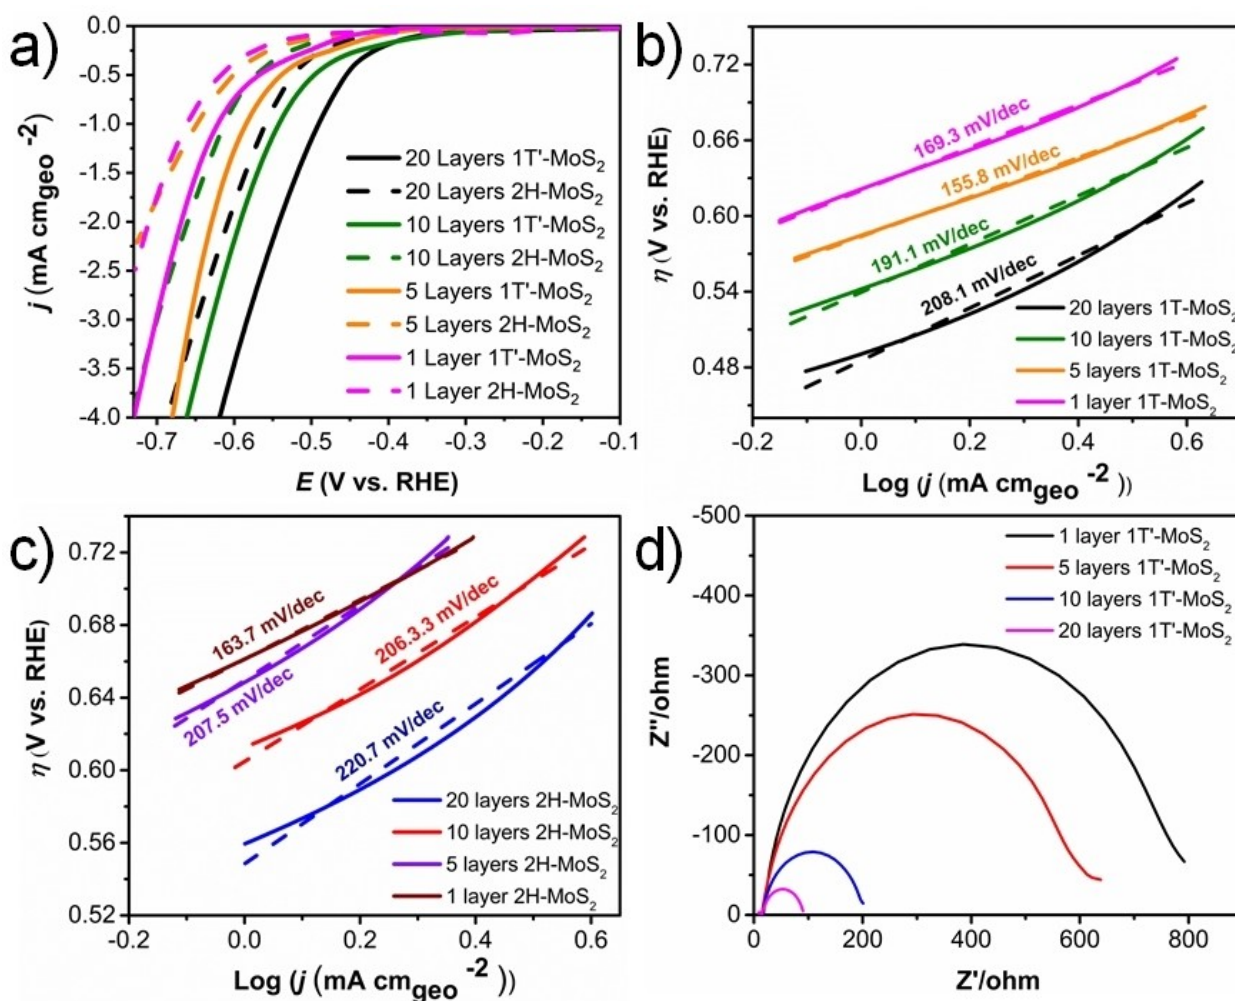 a)
0.0
-0.5
-1.0
-1.5
-2.0
-2.5
-3.0
-3.5
-4.0
j (mA cm geo -2)
20 Layers 1T'-MoS2
20 Layers 2H-MoS2
10 Layers 1T'-MoS2
10 Layers 2H-MoS2
5 Layers 1T'-MoS2
5 Layers 2H-MoS2
1 Layer 1T'-MoS2
1 Layer 2H-MoS2
-0.7 -0.6 -0.5 -0.4 -0.3 -0.2 -0.1
E (V vs. RHE)
b)
0.72
0.66
0.60
0.54
0.48
η (V vs. RHE)
169.3 mV/dec
155.8 mV/dec
191.1 mV/dec
208.1 mV/dec
20 layers 1T-MoS2
10 layers 1T-MoS2
5 layers 1T-MoS2
1 layer 1T-MoS2
-0.2 0.0 0.2 0.4 0.6
Log (j (mA cm geo -2 ))
c)
0.72
0.68
0.64
0.60
0.56
0.52
η (V vs. RHE)
163.7 mV/dec
206.3.3 mV/dec
207.5 mV/dec
220.7 mV/dec
20 layers 2H-MoS2
10 layers 2H-MoS2
5 layers 2H-MoS2
1 layer 2H-MoS2
-0.2 0.0 0.2 0.4 0.6
Log (j (mA cm geo -2 ))
d)
-500
-400
-300
-200
-100
0
Z''/ohm
1 layer 1T'-MoS2
5 layers 1T'-MoS2
10 layers 1T'-MoS2
20 layers 1T'-MoS2
0 200 400 600 800
Z'/ohm